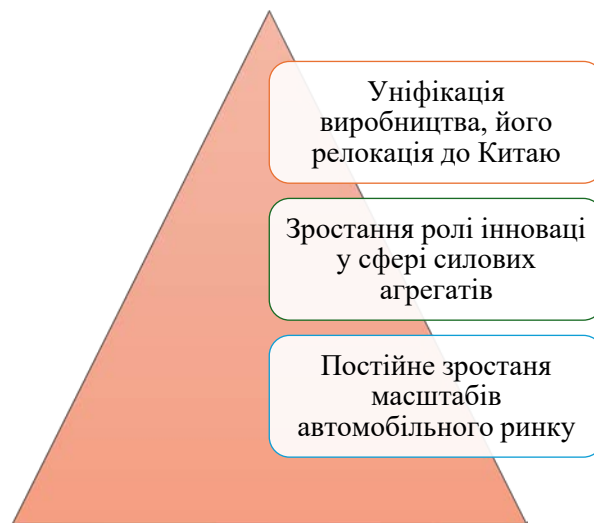 Уніфікація
виробництва, його
релокація до Китаю
Зростання ролі інноваці
у сфері силових
агрегатів
Постійне зростаня
масштабів
автомобільного ринку